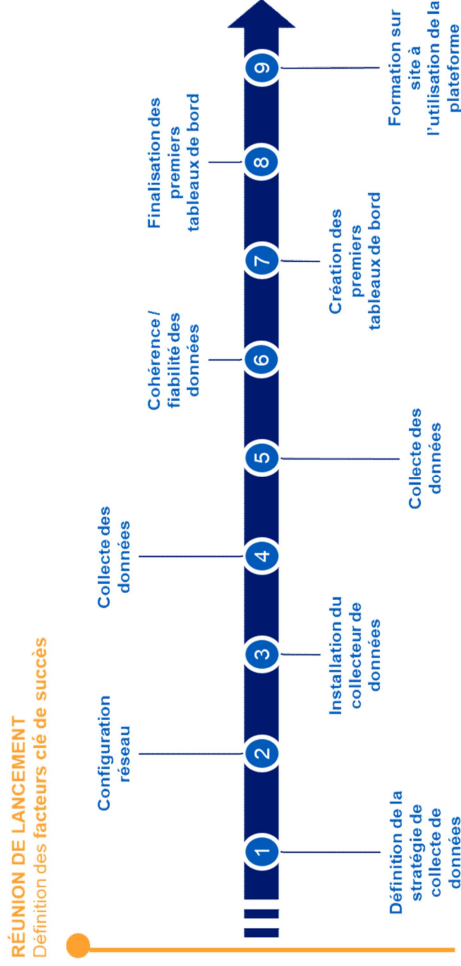 RÉUNION DE LANCEMENT
Définition des facteurs clé de succès
1
Définition de la
stratégie de
collecte de
données
2
Configuration
réseau
3
Installation du
collecteur de
données
4
Collecte des
données
5
Collecte des
données
6
Cohérence /
fiabilité des
données
7
Création des
premiers
tableaux de bord
8
Finalisation des
premiers
tableaux de bord
9
Formation sur
site à
l'utilisation de la
plateforme